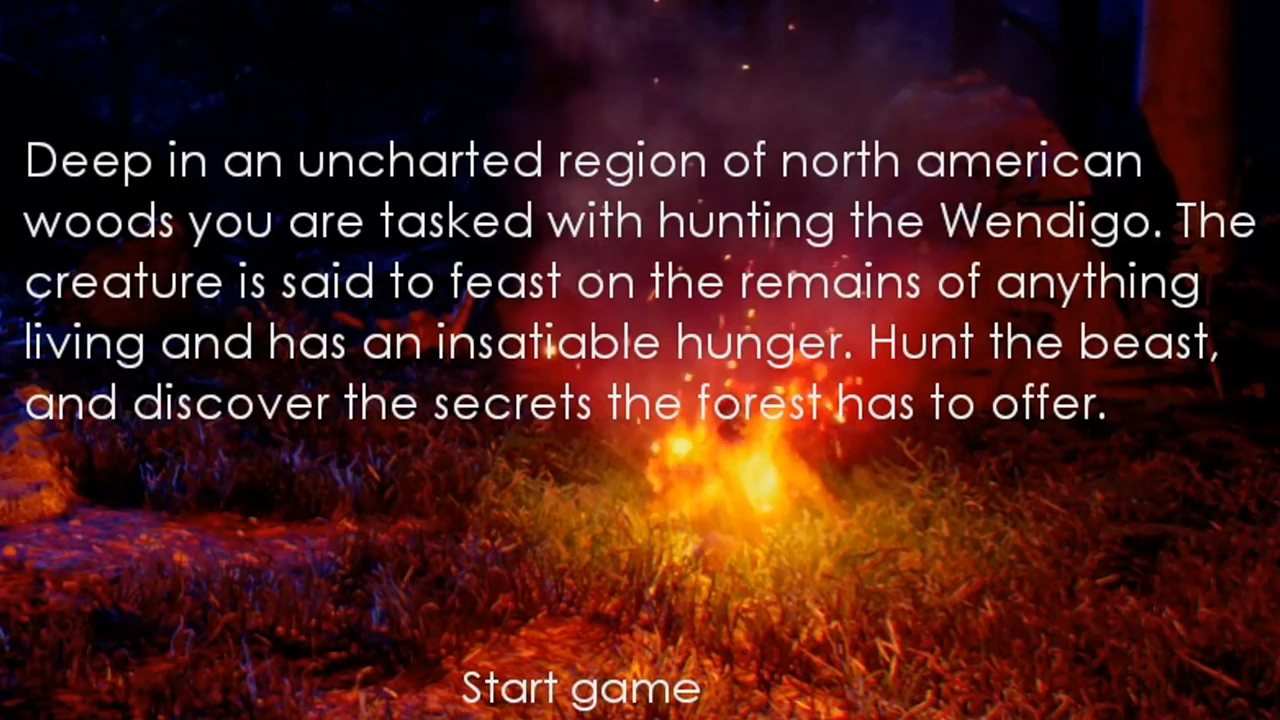 Deep in an uncharted region of north american
woods you are tasked with hunting the Wendigo. The
creature is said to feast on the remains of anything
living and has an insatiable hunger. Hunt the beast,
and discover the secrets the forest has to offer.
Start game